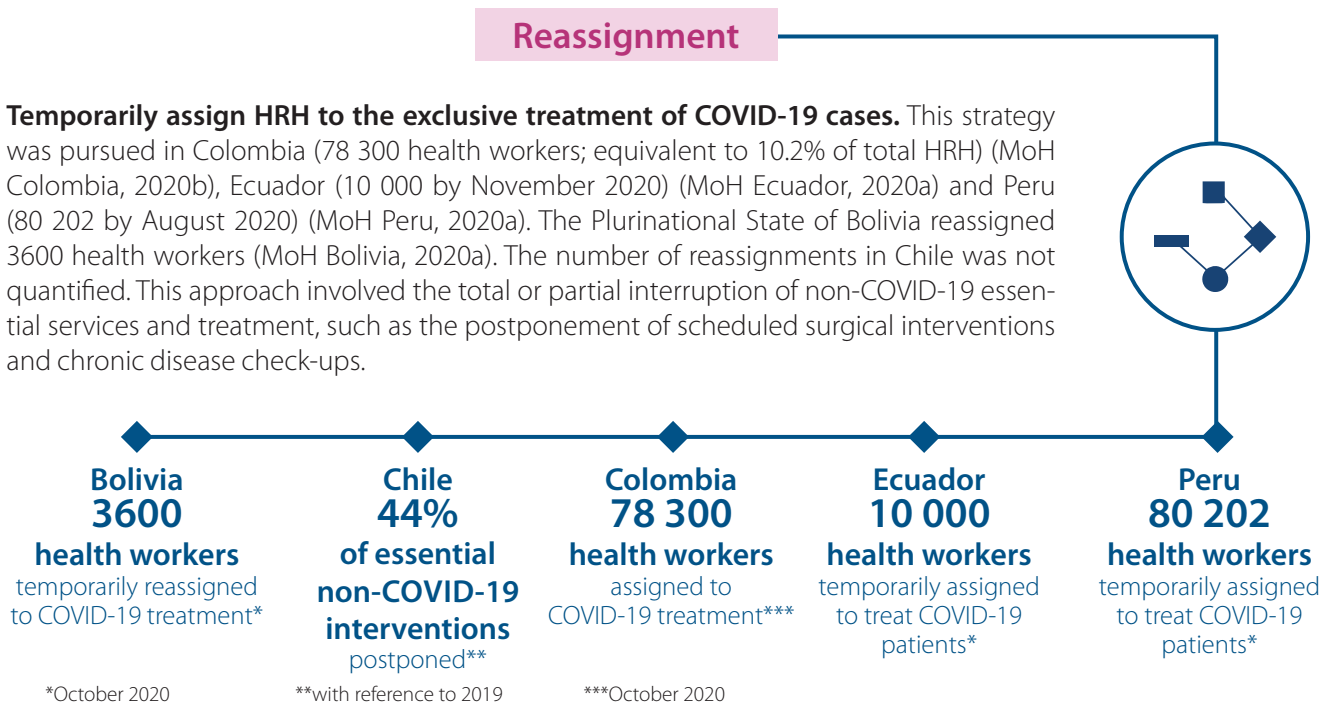 Reassignment
Temporarily assign HRH to the exclusive treatment of COVID-19 cases. This strategy
was pursued in Colombia (78 300 health workers; equivalent to 10.2% of total HRH) (MoH
Colombia, 2020b), Ecuador (10 000 by November 2020) (MoH Ecuador, 2020a) and Peru
(80 202 by August 2020) (MoH Peru, 2020a). The Plurinational State of Bolivia reassigned
3600 health workers (MoH Bolivia, 2020a). The number of reassignments in Chile was not
quantified. This approach involved the total or partial interruption of non-COVID-19 essen-
tial services and treatment, such as the postponement of scheduled surgical interventions
and chronic disease check-ups.
Bolivia
3600
health workers
temporarily reassigned
to COVID-19 treatment*
Chile
44%
of essential
non-COVID-19
interventions
postponed**
Colombia
78 300
health workers
assigned to
COVID-19 treatment***
Ecuador
10 000
health workers
temporarily assigned
to treat COVID-19
patients*
Peru
80 202
health workers
temporarily assigned
to treat COVID-19
patients*
*October 2020
**with reference to 2019
***October 2020